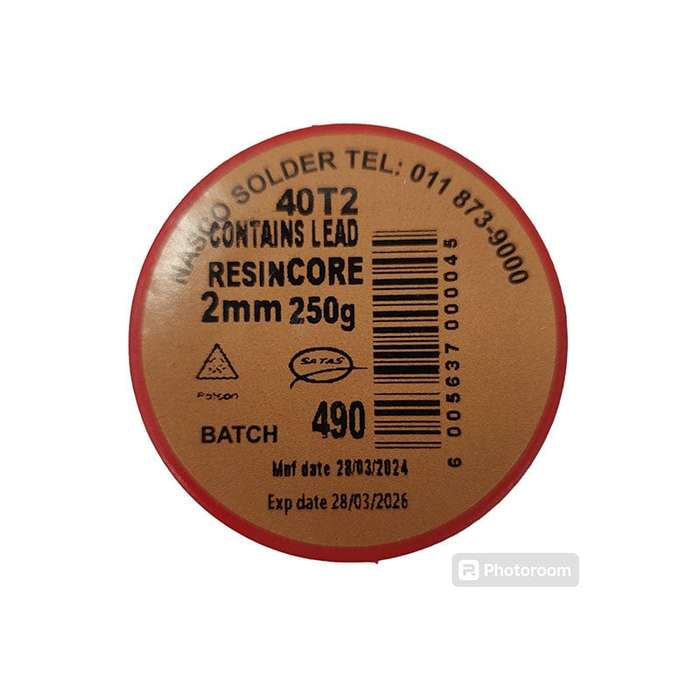 NASCO SOLDER TEL: 011 873-9000
40T2
CONTAINS LEAD
RESINCORE
2mm 250g
SATAS
Poison
BATCH 490
6 005637 000045
Mnf date 28/03/2024
Exp date 28/03/2026
Photoroom